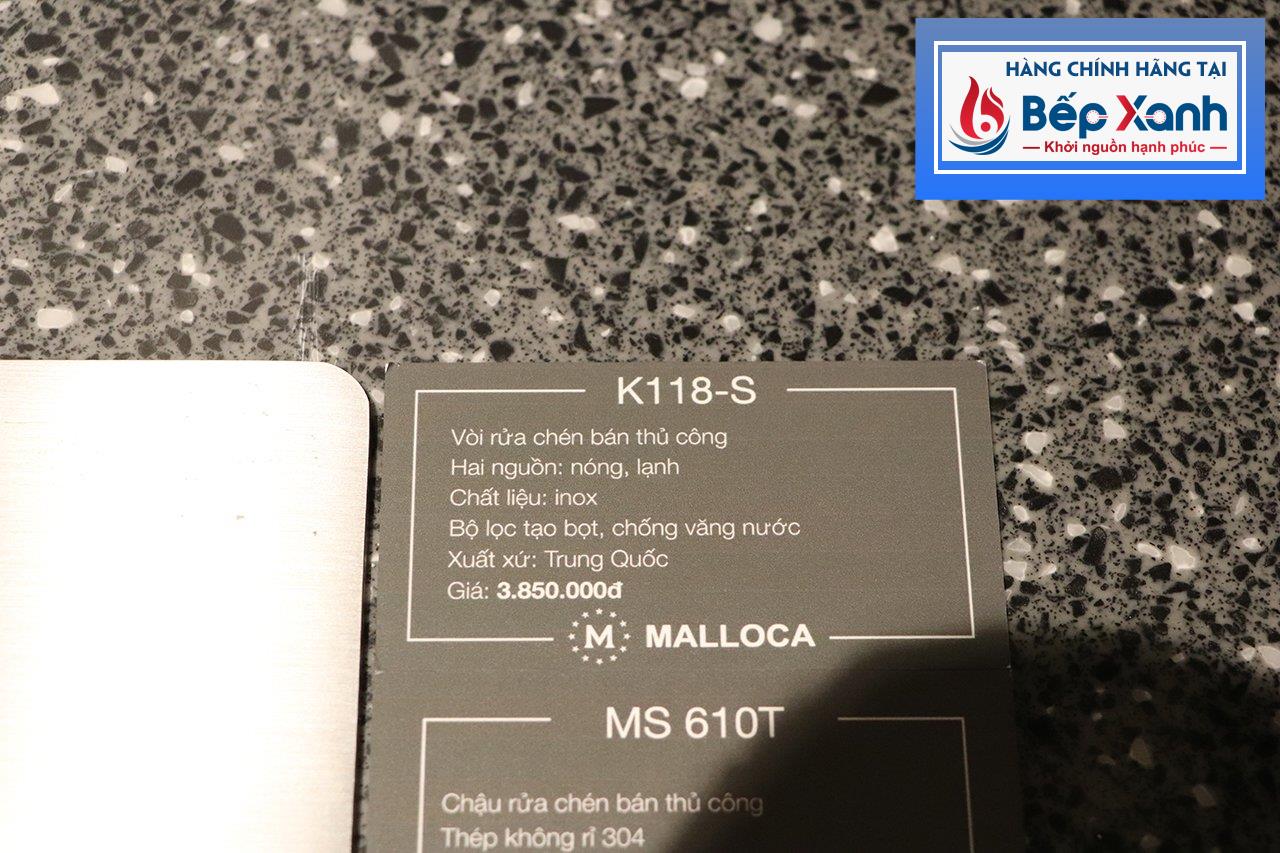 HÀNG CHÍNH HÃNG TẠI
Bếp Xanh
Khởi nguồn hạnh phúc
K118-S
Vòi rửa chén bán thủ công
Hai nguồn: nóng, lạnh
Chất liệu: inox
Bộ lọc tạo bọt, chống văng nước
Xuất xứ: Trung Quốc
Giá: 3.850.000đ
M MALLOCA
MS 610T
Chậu rửa chén bán thủ công
Thép không rỉ 304